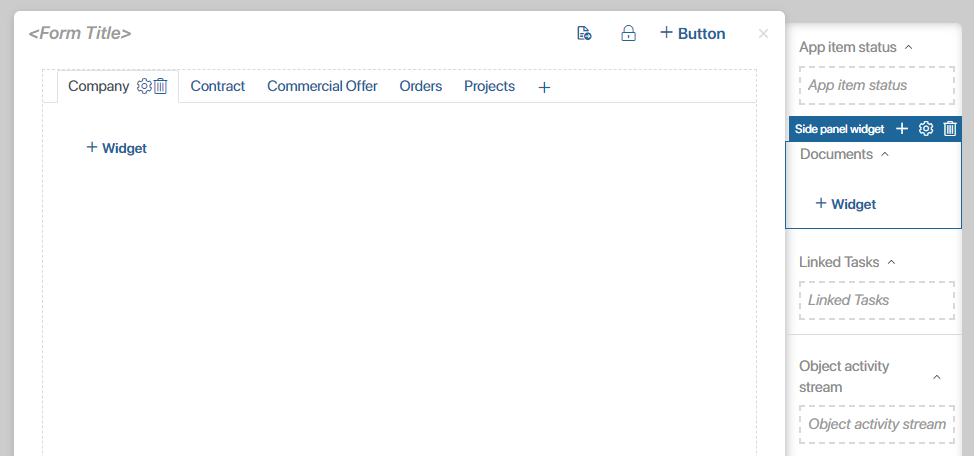 <Form Title>
+ Button
Company
Contract
Commercial Offer
Orders
Projects
+
+ Widget
App item status
App item status
Side panel widget
Documents
+ Widget
Linked Tasks
Linked Tasks
Object activity
stream
Object activity stream